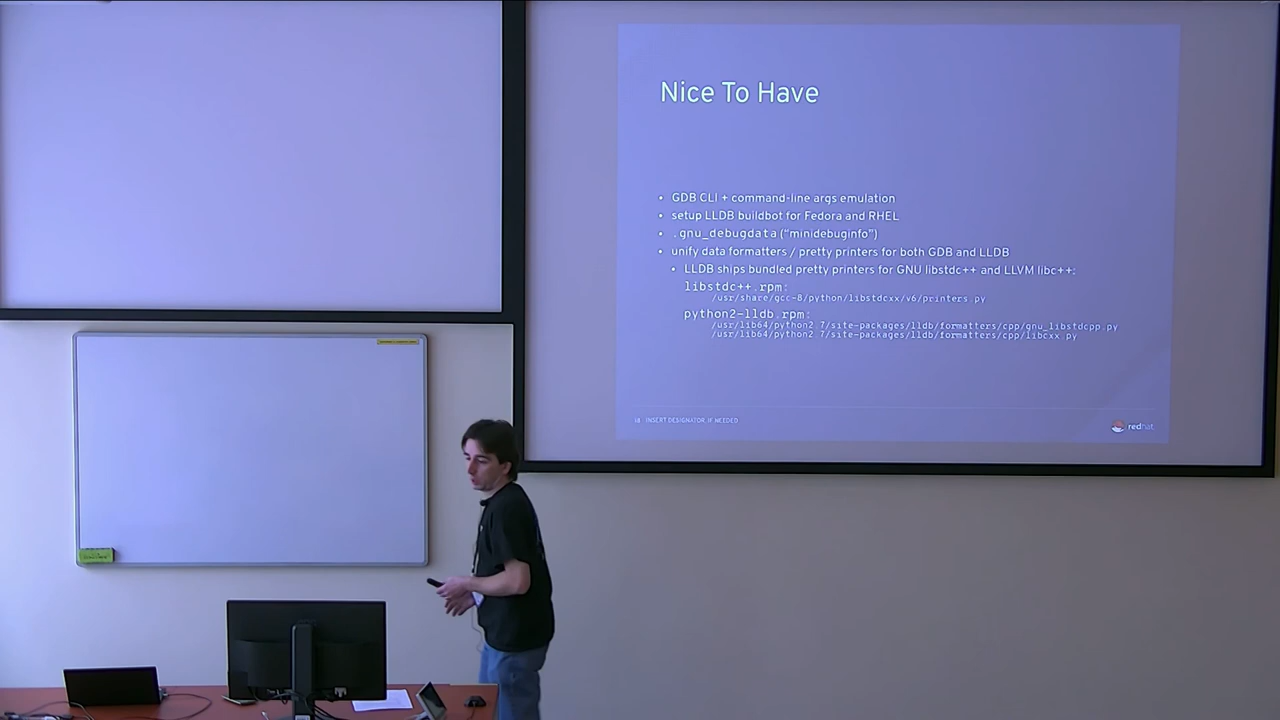 Nice To Have
• GDB CLI + command-line args emulation
• setup LLDB buildbot for Fedora and RHEL
• .gnu_debugdata ("minidebuginfo")
• unify data formatters / pretty printers for both GDB and LLDB
• LLDB ships bundled pretty printers for GNU libstdc++ and LLVM libc++:
libstdc++.rpm:
/usr/share/gcc-8/python/libstdcxx/v6/printers.py
python2-lldb.rpm:
/usr/lib64/python2.7/site-packages/lldb/formatters/cpp/gnu_libstdcpp.py
/usr/lib64/python2.7/site-packages/lldb/formatters/cpp/libcxx.py
18 INSERT DESIGNATOR, IF NEEDED
redhat.